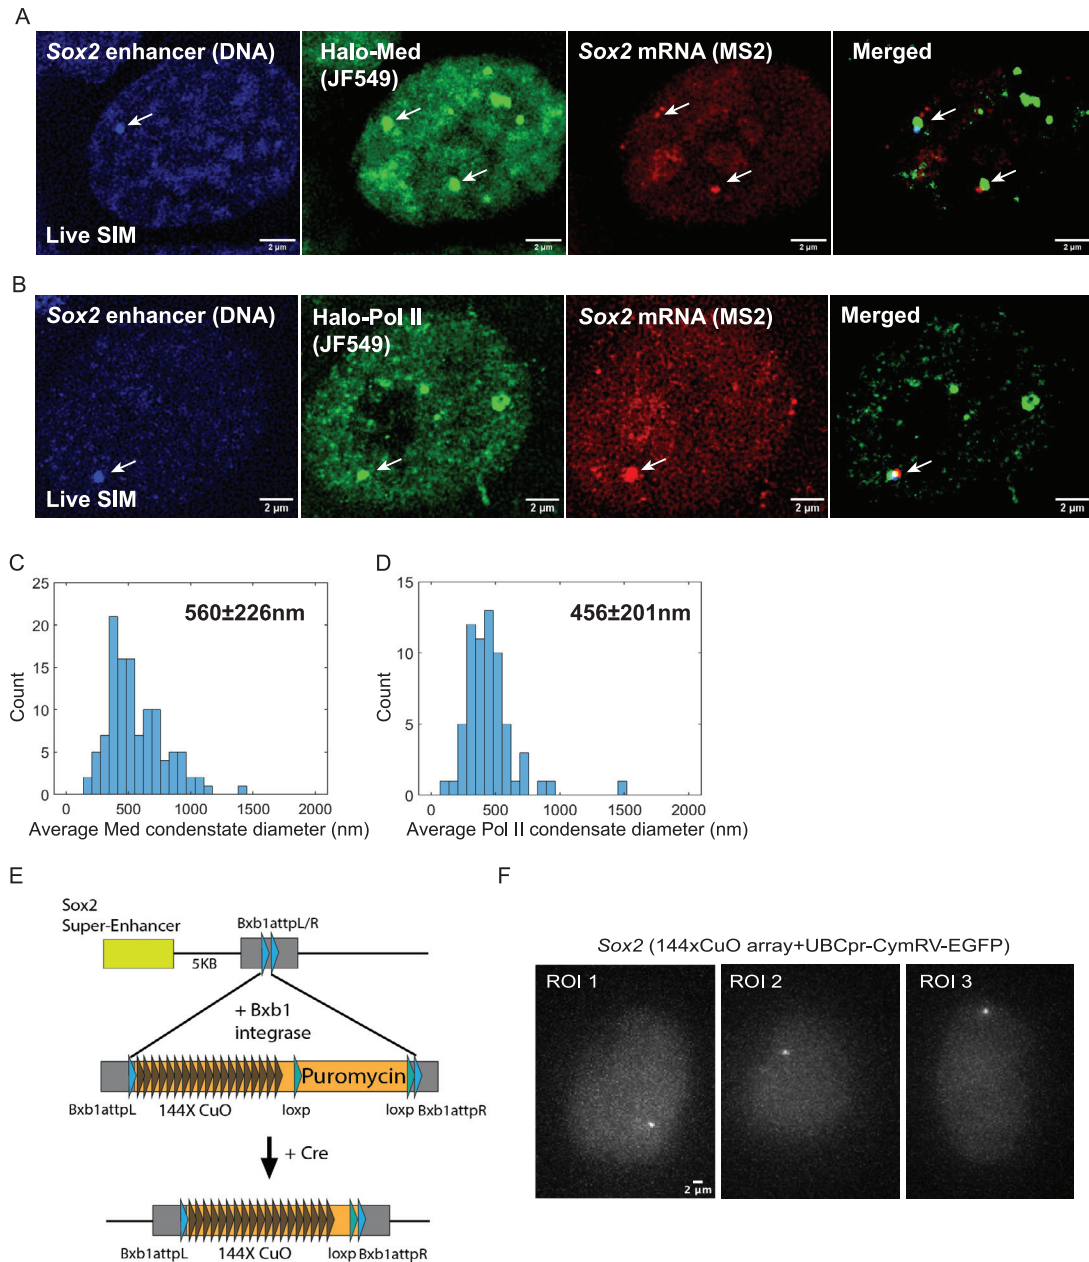 A
Sox2 enhancer (DNA)
Live SIM
2 μm
Halo-Med
(JF549)
2 μm
Sox2 mRNA (MS2)
2 μm
Merged
2 μm
B
Sox2 enhancer (DNA)
Live SIM
2 μm
Halo-Pol II
(JF549)
2 μm
Sox2 mRNA (MS2)
2 μm
Merged
2 μm
C
25
20
15
10
5
0
Count
560±226nm
0 500 1000 1500 2000
Average Med condenstate diameter (nm)
D
15
10
5
0
Count
456±201nm
0 500 1000 1500 2000
Average Pol II condensate diameter (nm)
E
Sox2
Super-Enhancer
Bxb1attpL/R
5KB
+ Bxb1
integrase
Puromycin
Bxb1attpL 144X CuO loxp loxp Bxb1attpR
+ Cre
Bxb1attpL 144X CuO loxp Bxb1attpR
F
Sox2 (144xCuO array+UBCpr-CymRV-EGFP)
ROI 1
2 μm
ROI 2
ROI 3